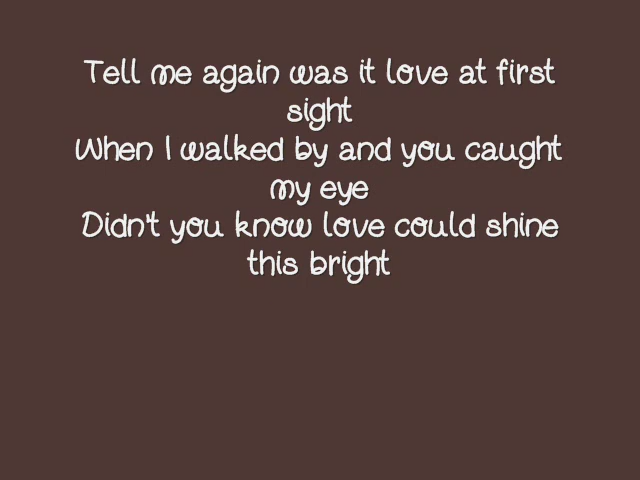 Tell me again was it love at first
sight
When I walked by and you caught
my eye
Didn't you know love could shine
this bright